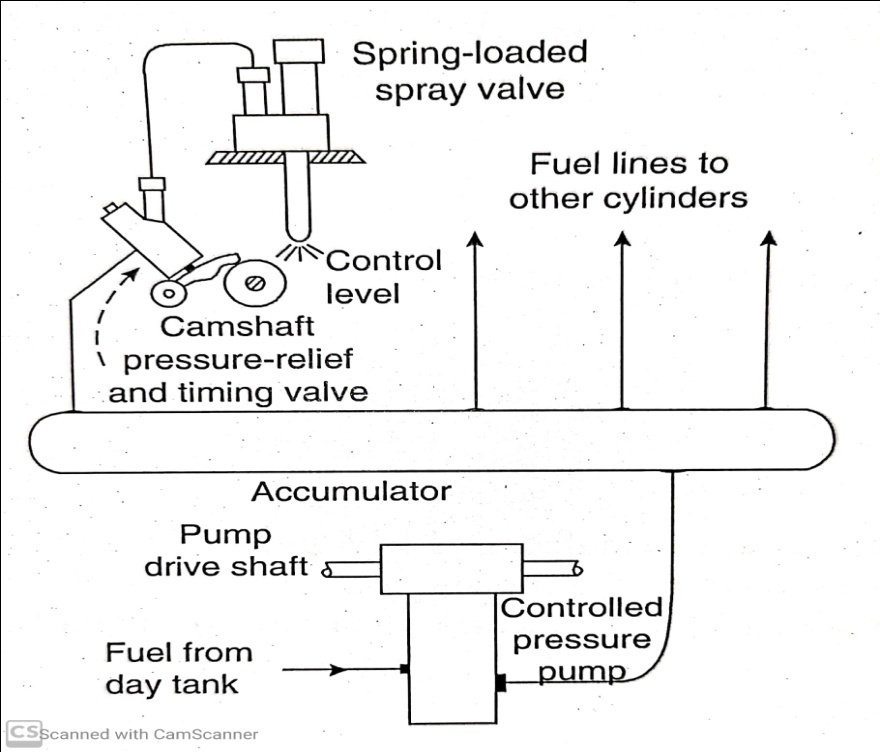 Spring-loaded
spray valve
Fuel lines to
other cylinders
Control
level
Camshaft
pressure-relief
and timing valve
Accumulator
Pump
drive shaft
Controlled
pressure
pump
Fuel from
day tank
CS Scanned with CamScanner